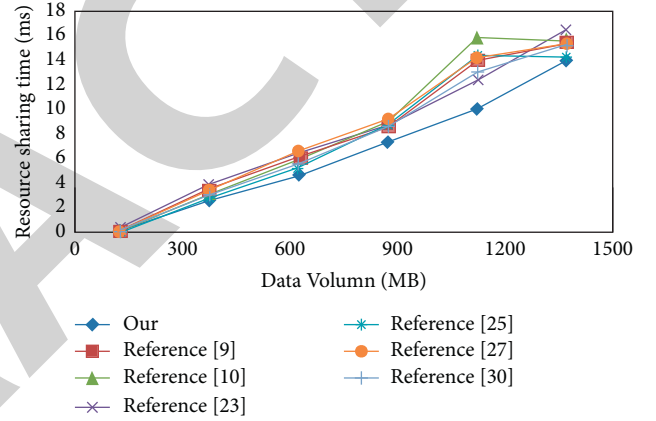 18
16
14
12
10
8
6
4
2
0
Resource sharing time (ms)
0 300 600 900 1200 1500
Data Volumn (MB)
Our
Reference [9]
Reference [10]
Reference [23]
Reference [25]
Reference [27]
Reference [30]